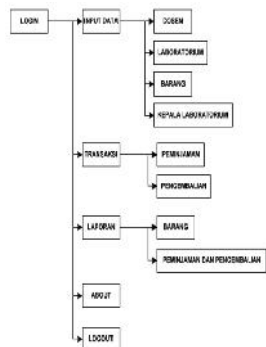 LOGIN
INPUT DATA
DOSEN
LABORATORIUM
BARANG
KEPALA LABORATORIUM
TRANSAKSI
PEMINJAMAN
PENGEMBALIAN
LAPORAN
BARANG
PEMINJAMAN DAN PENGEMBALIAN
ABOUT
LOGOUT